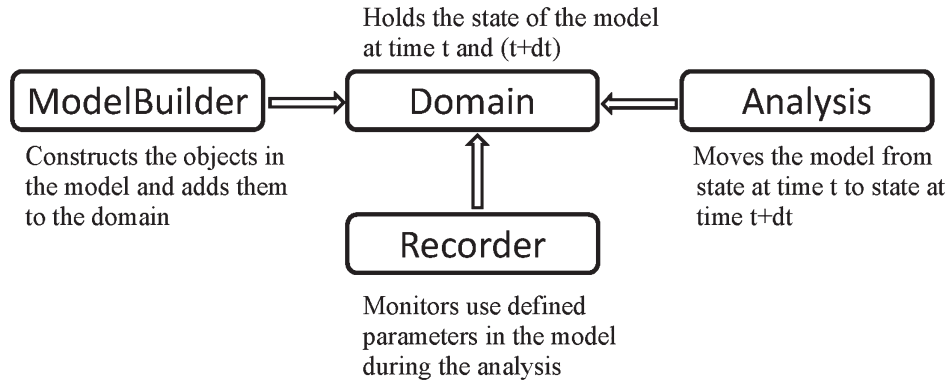 Holds the state of the model
at time t and (t+dt)
ModelBuilder
Domain
Analysis
Constructs the objects in
the model and adds them
to the domain
Moves the model from
state at time t to state at
time t+dt
Recorder
Monitors use defined
parameters in the model
during the analysis